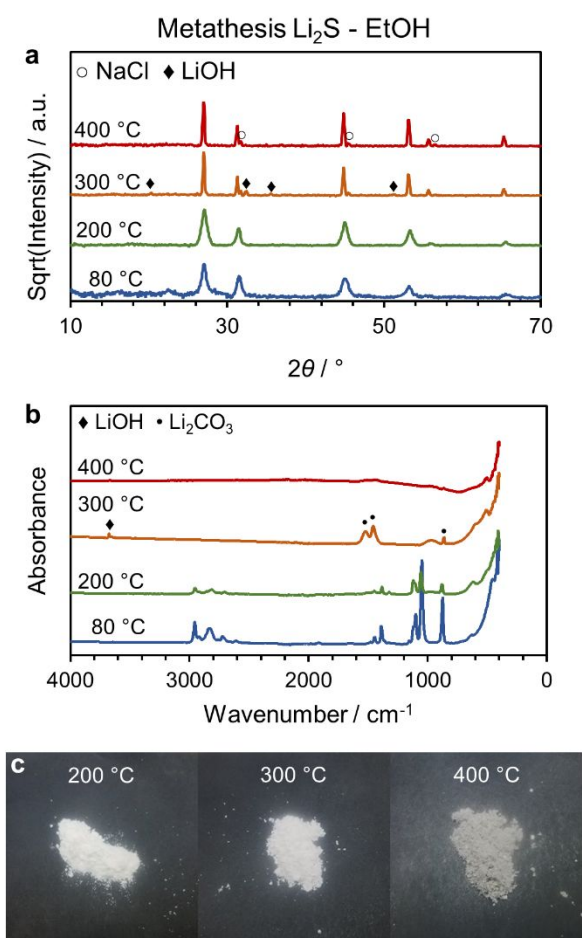 Metathesis Li₂S - EtOH
a
○ NaCl ♦ LiOH
Sqrt(Intensity) / a.u.
400 °C
300 °C
200 °C
80 °C
10 30 50 70
2θ / °
b
♦ LiOH • Li₂CO₃
Absorbance
400 °C
300 °C
200 °C
80 °C
4000 3000 2000 1000 0
Wavenumber / cm⁻¹
c
200 °C 300 °C 400 °C